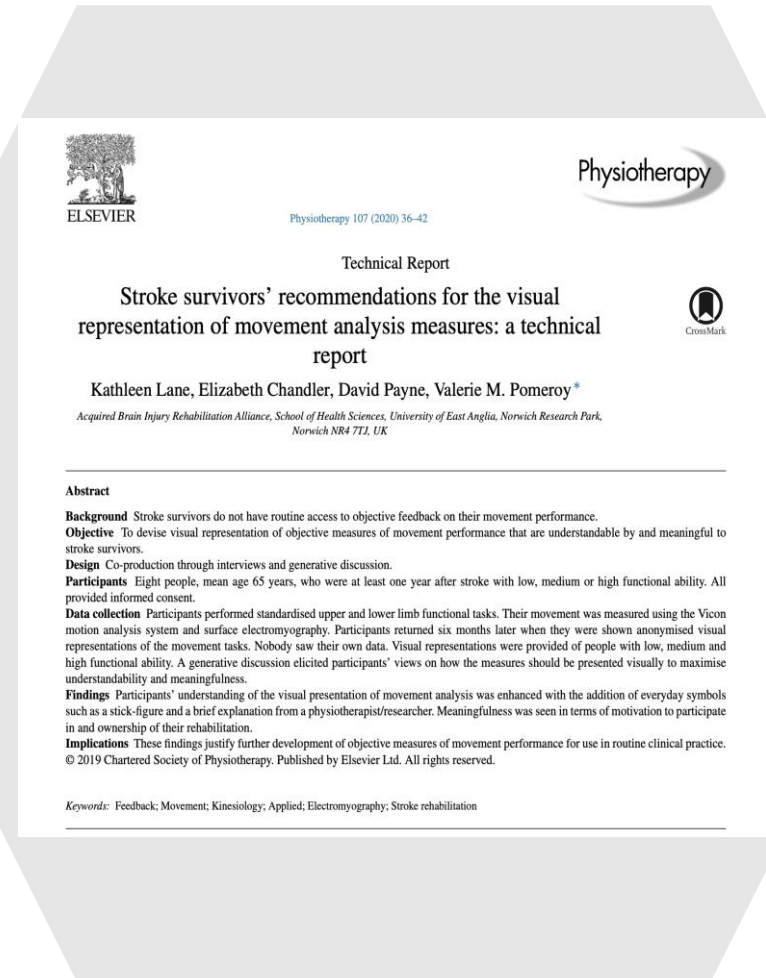 ELSEVIER
Physiotherapy
Physiotherapy 107 (2020) 36–42
Technical Report
Stroke survivors’ recommendations for the visual
representation of movement analysis measures: a technical
report
CrossMark
Kathleen Lane, Elizabeth Chandler, David Payne, Valerie M. Pomeroy*
Acquired Brain Injury Rehabilitation Alliance, School of Health Sciences, University of East Anglia, Norwich Research Park,
Norwich NR4 7TJ, UK
Abstract
Background Stroke survivors do not have routine access to objective feedback on their movement performance.
Objective To devise visual representation of objective measures of movement performance that are understandable by and meaningful to
stroke survivors.
Design Co-production through interviews and generative discussion.
Participants Eight people, mean age 65 years, who were at least one year after stroke with low, medium or high functional ability. All
provided informed consent.
Data collection Participants performed standardised upper and lower limb functional tasks. Their movement was measured using the Vicon
motion analysis system and surface electromyography. Participants returned six months later when they were shown anonymised visual
representations of the movement tasks. Nobody saw their own data. Visual representations were provided of people with low, medium and
high functional ability. A generative discussion elicited participants’ views on how the measures should be presented visually to maximise
understandability and meaningfulness.
Findings Participants’ understanding of the visual presentation of movement analysis was enhanced with the addition of everyday symbols
such as a stick-figure and a brief explanation from a physiotherapist/researcher. Meaningfulness was seen in terms of motivation to participate
in and ownership of their rehabilitation.
Implications These findings justify further development of objective measures of movement performance for use in routine clinical practice.
© 2019 Chartered Society of Physiotherapy. Published by Elsevier Ltd. All rights reserved.
Keywords: Feedback; Movement; Kinesiology; Applied; Electromyography; Stroke rehabilitation